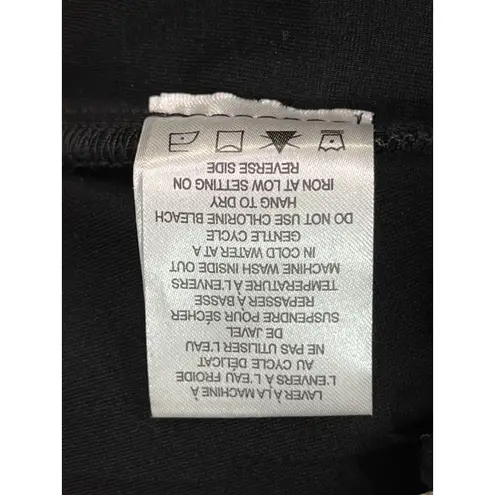 LAVER À LA MACHINE À
L'ENVERS À L'EAU FROIDE
AU CYCLE DÉLICAT
NE PAS UTILISER L'EAU
DE JAVEL
SUSPENDRE POUR SÉCHER
REPASSER À BASSE
TEMPÉRATURE À L'ENVERS
MACHINE WASH INSIDE OUT
IN COLD WATER AT A
GENTLE CYCLE
DO NOT USE CHLORINE BLEACH
HANG TO DRY
IRON AT LOW SETTING ON
REVERSE SIDE